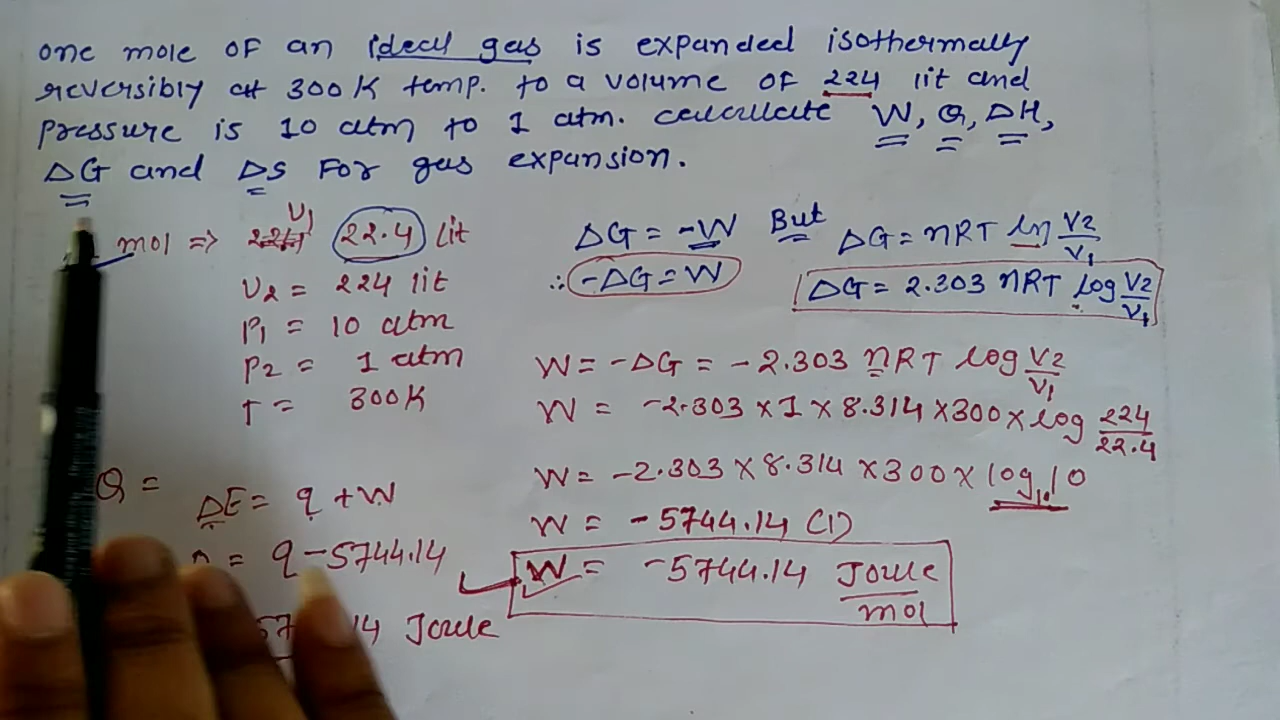 one mole of an ideal gas is expanded isothermally
reversibly at 300K temp. to a volume of 224 lit and
pressure is 10 atm to 1 atm. calculate W, Q, ΔH,
ΔG and ΔS For gas expansion.
mol ⇒ V1 22.4 lit
V2 = 224 lit
P1 = 10 atm
P2 = 1 atm
T = 300K
Q =
ΔE = q + W
= q - 5744.14
14 Joule
ΔG = -W But ΔG = nRT ln V2/V1
∴ -ΔG = W ΔG = 2.303 nRT log V2/V1
W = -ΔG = -2.303 nRT log V2/V1
W = -2.303 × 1 × 8.314 × 300 × log 224/22.4
W = -2.303 × 8.314 × 300 × log10 10
W = -5744.14 (1)
W = -5744.14 Joule/mol